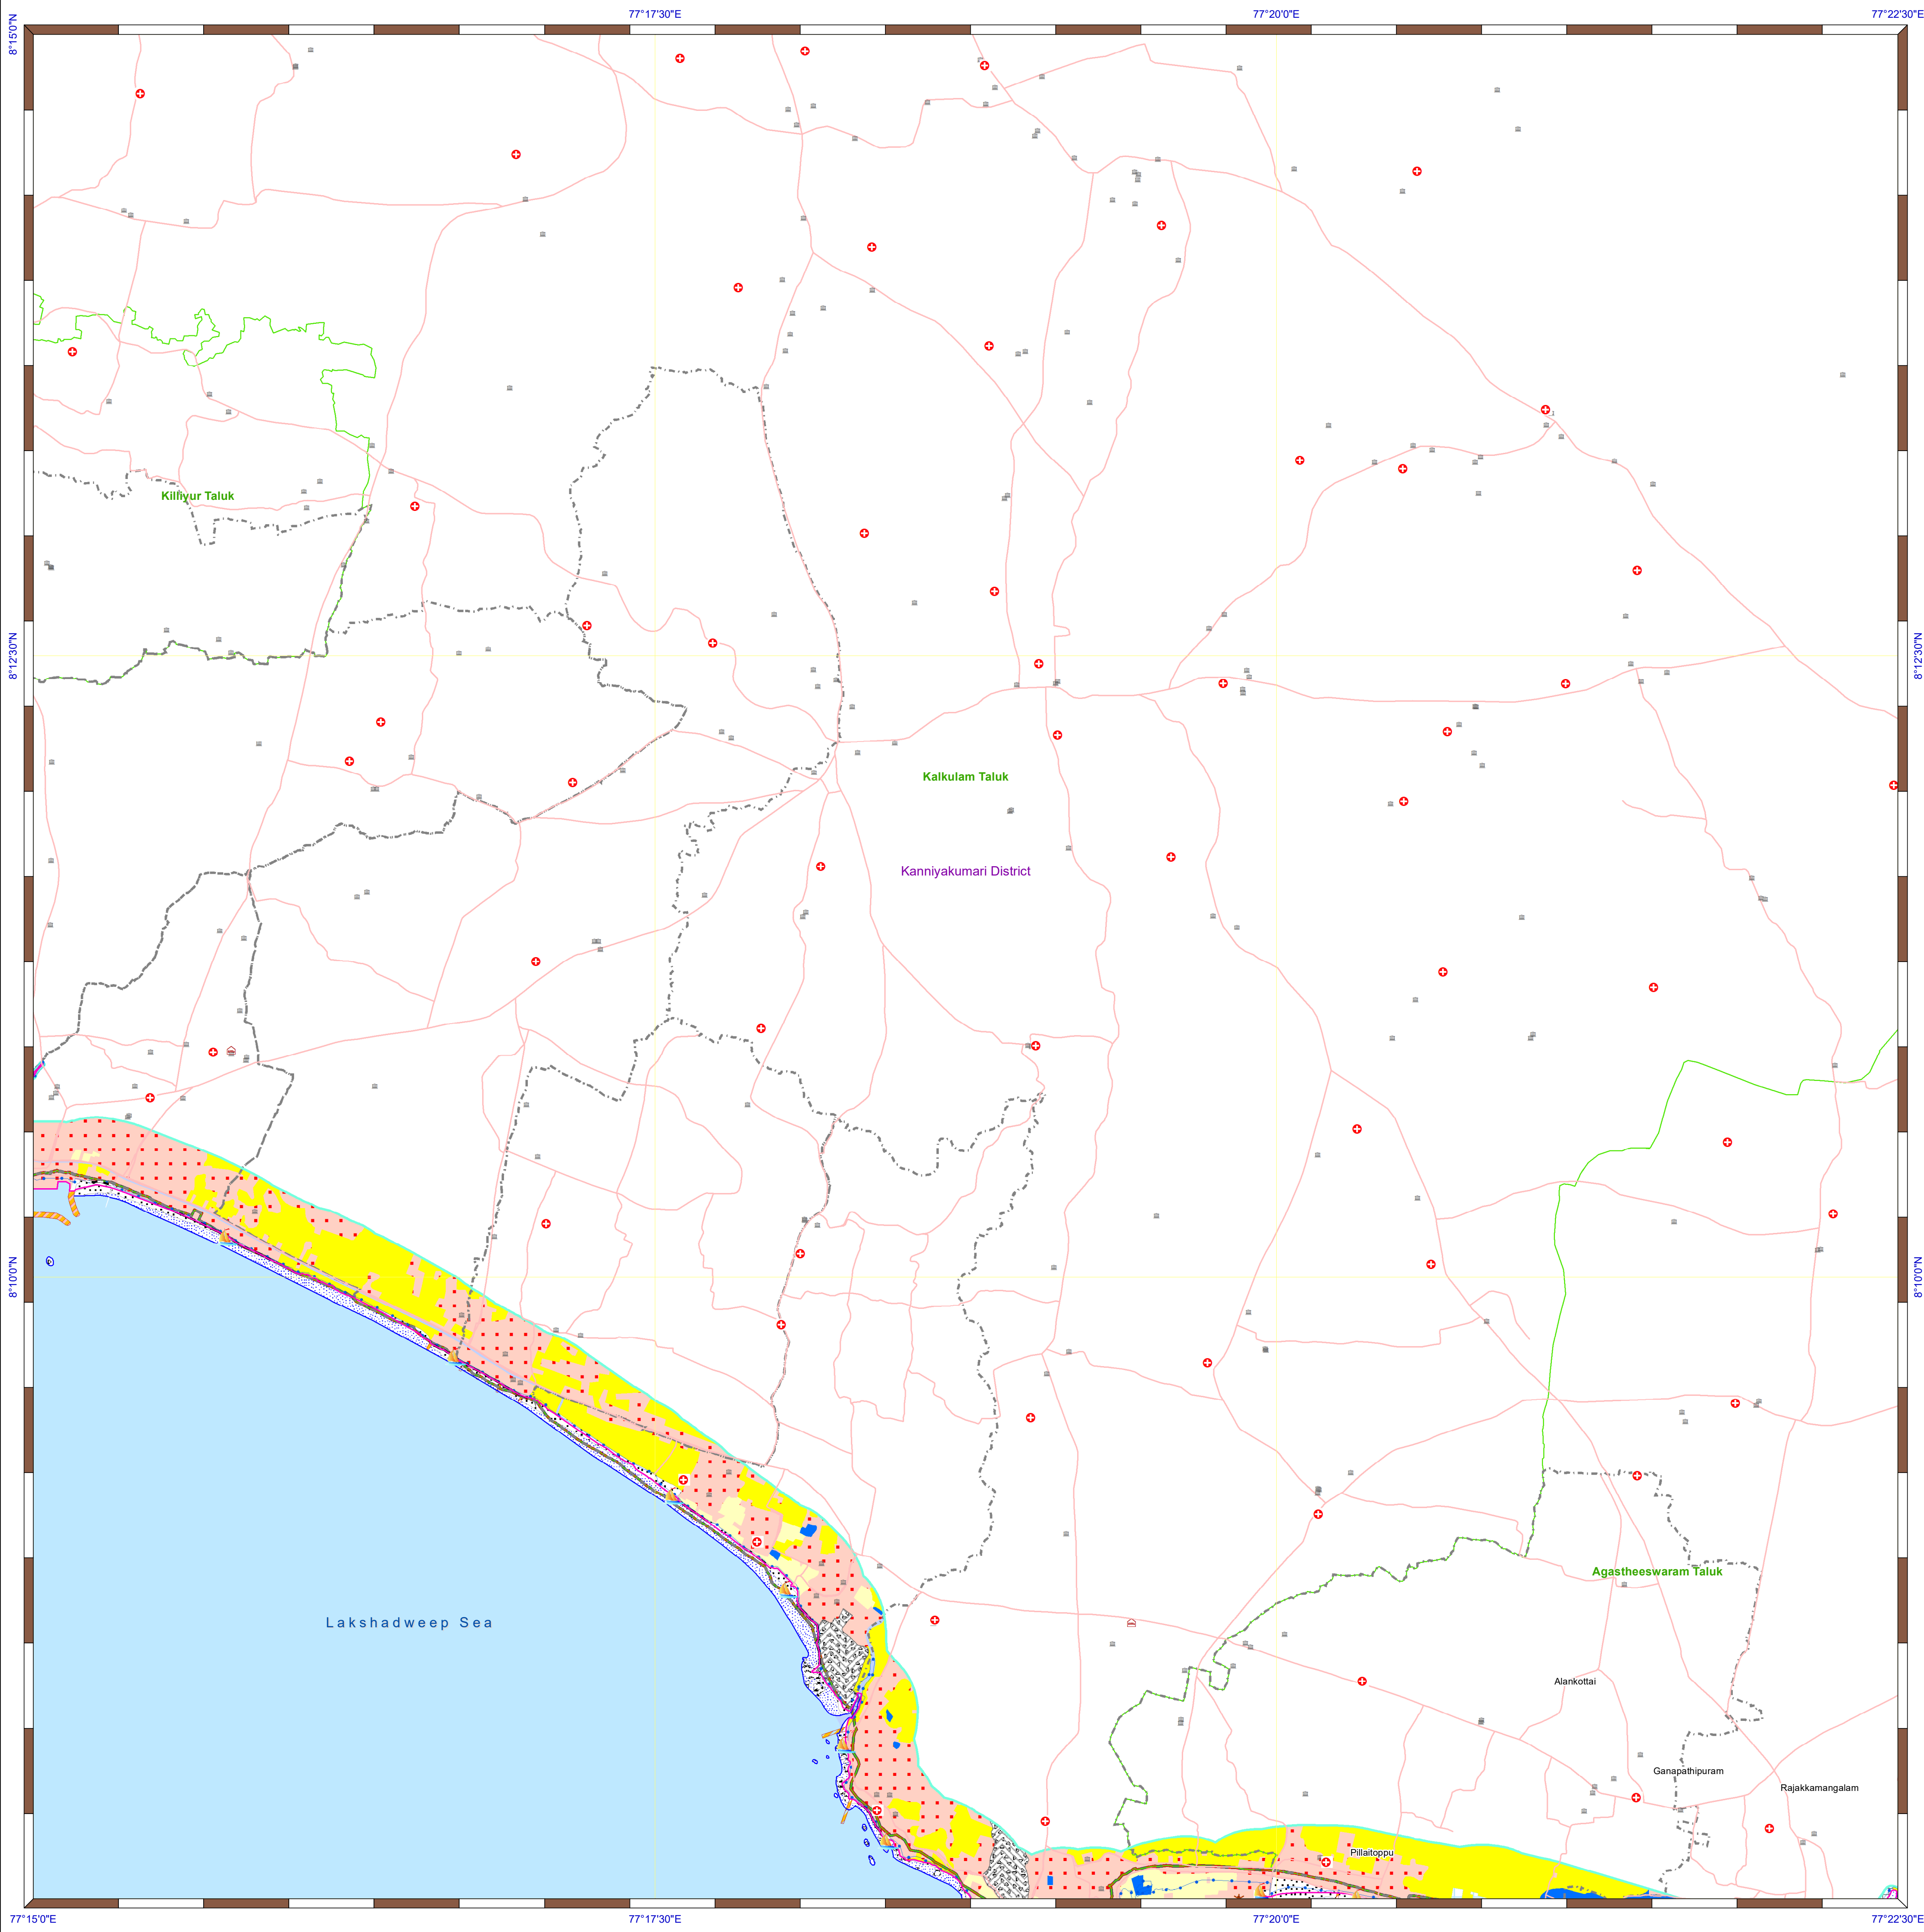 77°17'30"E
77°20'0"E
77°22'30"E
8°15'0"N
Killiyur Taluk
8°12'30"N
8°12'30"N
Kalkulam Taluk
Kanniyakumari District
8°10'0"N
8°10'0"N
Agastheeswaram Taluk
Lakshadweep Sea
Alankottai
Ganapathipuram
Rajakkamangalam
Pillaitoppu
77°15'0"E
77°17'30"E
77°20'0"E
77°22'30"E